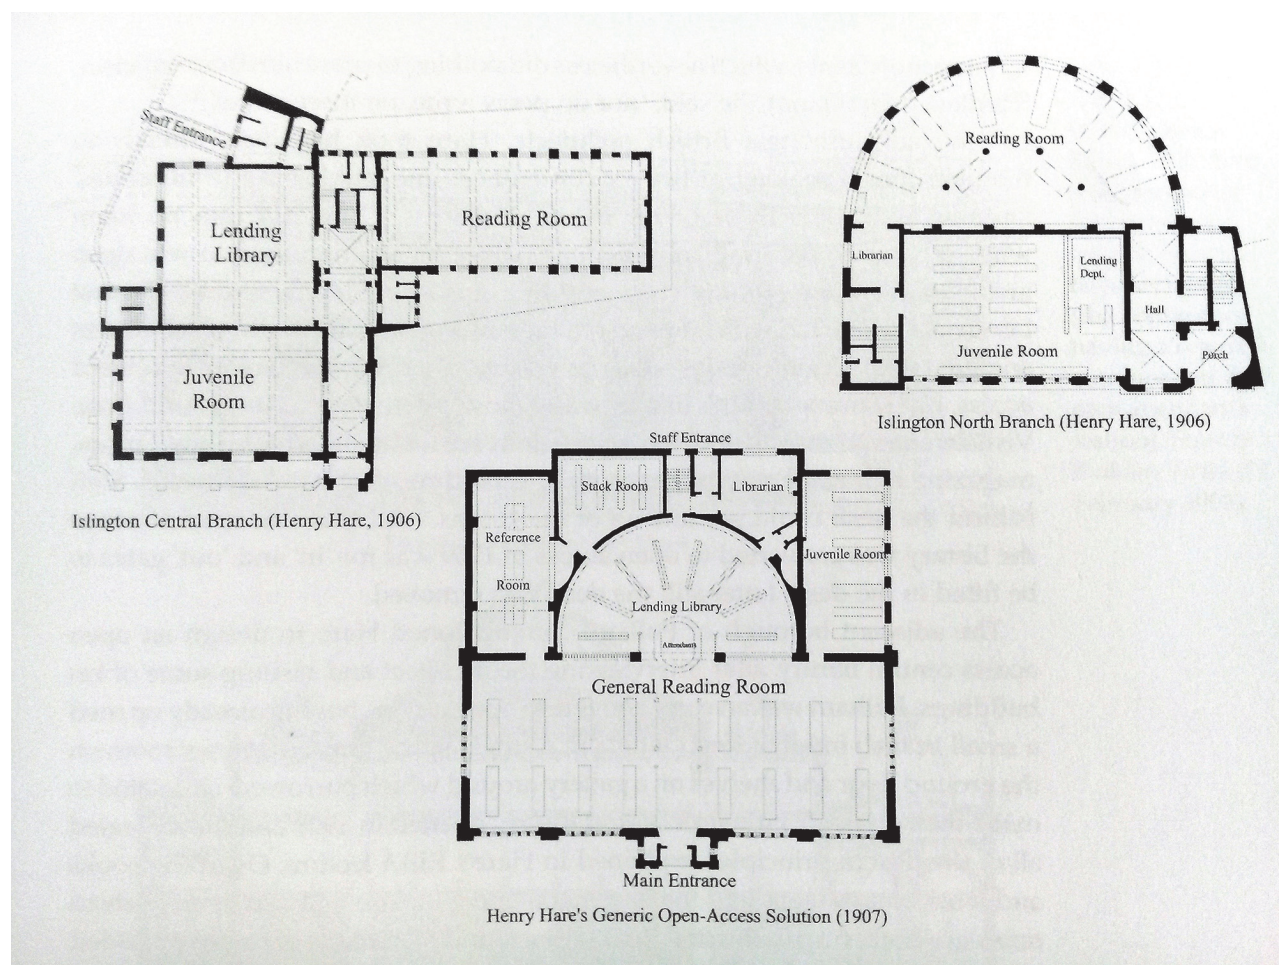 Staff Entrance
Lending
Library
Reading Room
Juvenile
Room
Islington Central Branch (Henry Hare, 1906)
Reading Room
Librarian
Lending
Dept.
Hall
Juvenile Room
Porch
Islington North Branch (Henry Hare, 1906)
Staff Entrance
Stack Room
Librarian
Reference
Room
Juvenile Room
Lending Library
Attendants
General Reading Room
Main Entrance
Henry Hare's Generic Open-Access Solution (1907)